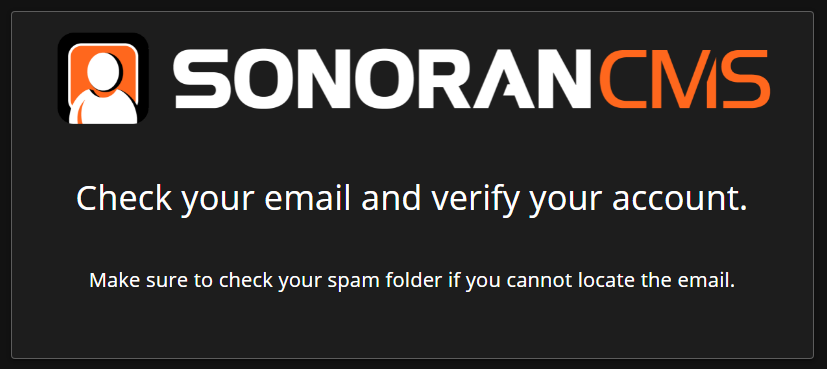 SONORANCMS
Check your email and verify your account.
Make sure to check your spam folder if you cannot locate the email.